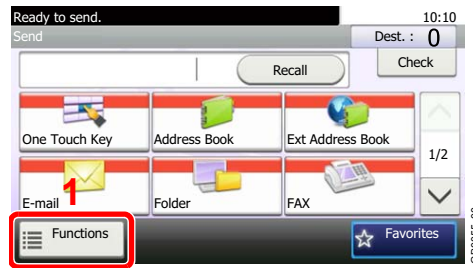 Ready to send.
10:10
Send
Dest. : 0
Recall
Check
One Touch Key
Address Book
Ext Address Book
1/2
E-mail
Folder
FAX
1
Functions
Favorites